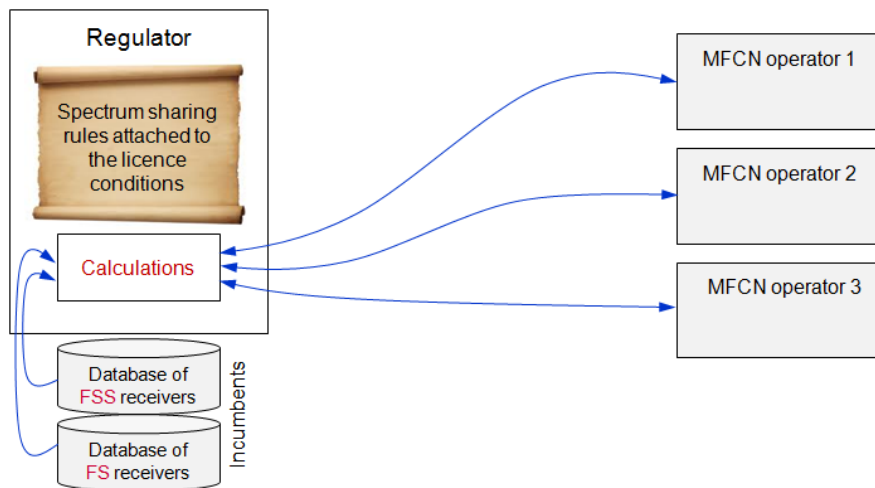 Regulator
Spectrum sharing
rules attached to
the licence
conditions
Calculations
Database of
FSS receivers
Database of
FS receivers
Incumbents
MFCN operator 1
MFCN operator 2
MFCN operator 3